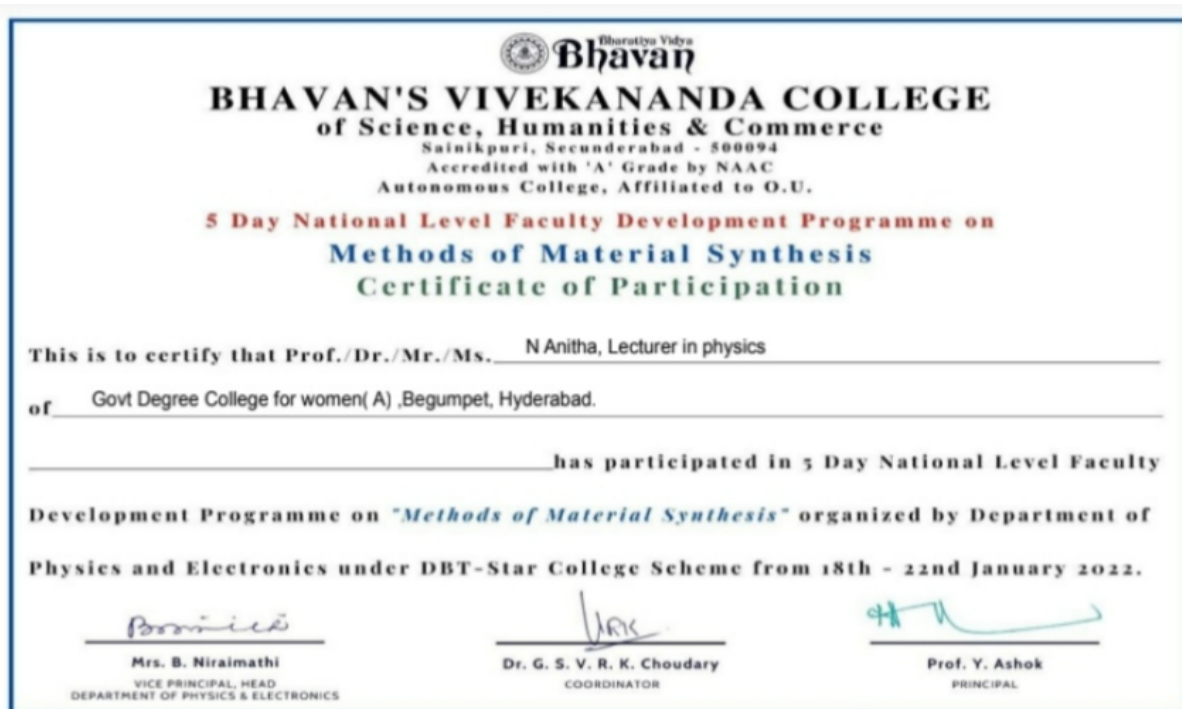 Bharatiya Vidya
Bhavan
BHAVAN'S VIVEKANANDA COLLEGE
of Science, Humanities & Commerce
Sainikpuri, Secunderabad - 500094
Accredited with 'A' Grade by NAAC
Autonomous College, Affiliated to O.U.
5 Day National Level Faculty Development Programme on
Methods of Material Synthesis
Certificate of Participation
This is to certify that Prof./Dr./Mr./Ms. N Anitha, Lecturer in physics
of Govt Degree College for women( A) ,Begumpet, Hyderabad.
has participated in 5 Day National Level Faculty
Development Programme on "Methods of Material Synthesis" organized by Department of
Physics and Electronics under DBT-Star College Scheme from 18th - 22nd January 2022.
Mrs. B. Niraimathi Dr. G. S. V. R. K. Choudary Prof. Y. Ashok
VICE PRINCIPAL, HEAD COORDINATOR PRINCIPAL
DEPARTMENT OF PHYSICS & ELECTRONICS